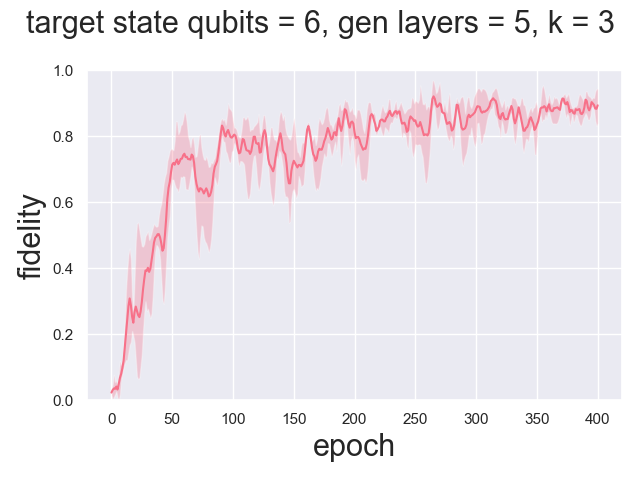 target state qubits = 6, gen layers = 5, k = 3
1.0
0.8
0.6
0.4
0.2
0.0
fidelity
0 50 100 150 200 250 300 350 400
epoch